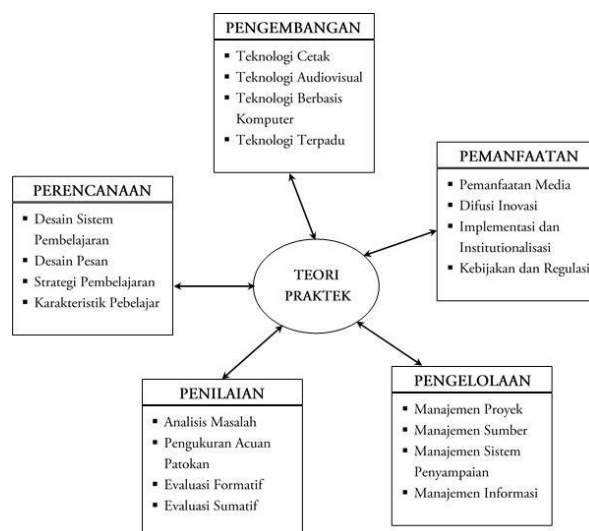 PENGEMBANGAN
▪ Teknologi Cetak
▪ Teknologi Audiovisual
▪ Teknologi Berbasis
Komputer
▪ Teknologi Terpadu
PEMANFAATAN
▪ Pemanfaatan Media
▪ Difusi Inovasi
▪ Implementasi dan
Institutionalisasi
▪ Kebijakan dan Regulasi
PERENCANAAN
▪ Desain Sistem
Pembelajaran
▪ Desain Pesan
▪ Strategi Pembelajaran
▪ Karakteristik Pebelajar
TEORI
PRAKTEK
PENILAIAN
▪ Analisis Masalah
▪ Pengukuran Acuan
Patokan
▪ Evaluasi Formatif
▪ Evaluasi Sumatif
PENGELOLAAN
▪ Manajemen Proyek
▪ Manajemen Sumber
▪ Manajemen Sistem
Penyampaian
▪ Manajemen Informasi